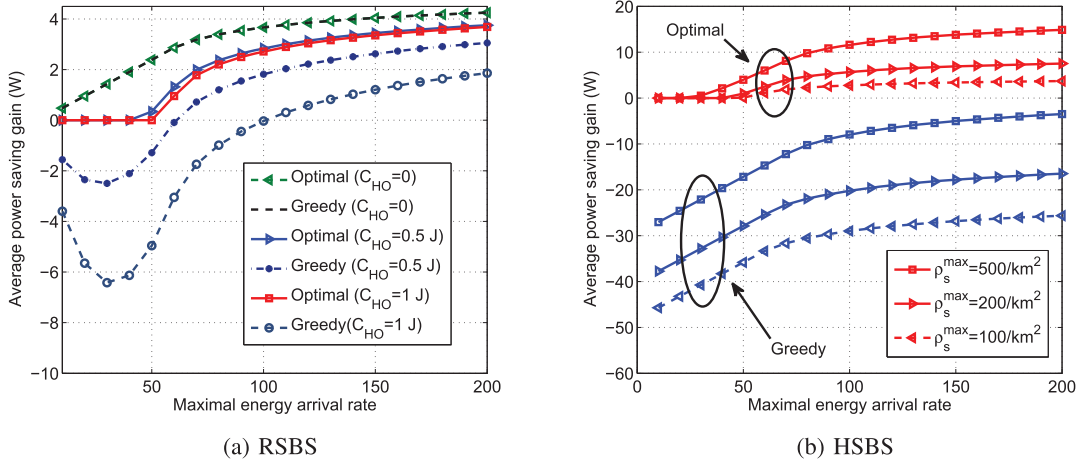 4
2
0
−2
−4
−6
−8
−10
50
100
150
200
Average power saving gain (W)
Maximal energy arrival rate
Optimal (C_HO=0)
Greedy (C_HO=0)
Optimal (C_HO=0.5 J)
Greedy (C_HO=0.5 J)
Optimal (C_HO=1 J)
Greedy(C_HO=1 J)
(a) RSBS
20
10
0
−10
−20
−30
−40
−50
−60
0
50
100
150
200
Average power saving gain (W)
Maximal energy arrival rate
Optimal
Greedy
ρ_s^max=500/km²
ρ_s^max=200/km²
ρ_s^max=100/km²
(b) HSBS